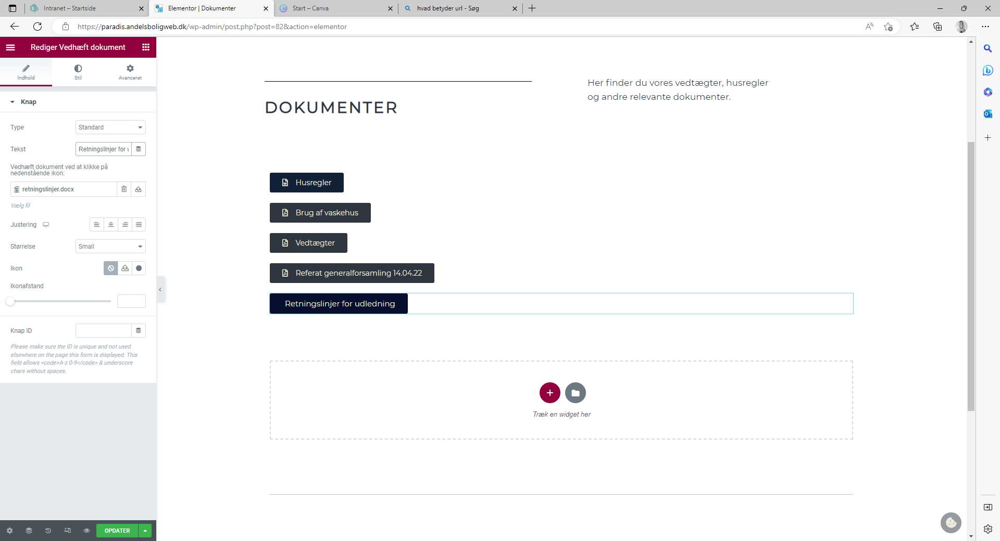 Intranet – Startside
Elementor | Dokumenter
Start – Canva
hvad betyder url - Søg
https://paradis.andelsboligweb.dk/wp-admin/post.php?post=82&action=elementor
Rediger Vedhæft dokument
Indhold
Stil
Avanceret
Knap
Type
Standard
Tekst
Retningslinjer for u
Vedhæft dokument ved at klikke på
nedenstående ikon:
retningslinjer.docx
Vælg fil
Justering
Størrelse
Small
Ikon
Ikonafstand
Knap ID
Please make sure the ID is unique and not used
elsewhere on the page this form is displayed. This
field allows <code>A-z 0-9</code> & underscore
chars without spaces.
OPDATER
DOKUMENTER
Her finder du vores vedtægter, husregler
og andre relevante dokumenter.
Husregler
Brug af vaskehus
Vedtægter
Referat generalforsamling 14.04.22
Retningslinjer for udledning
Træk en widget her